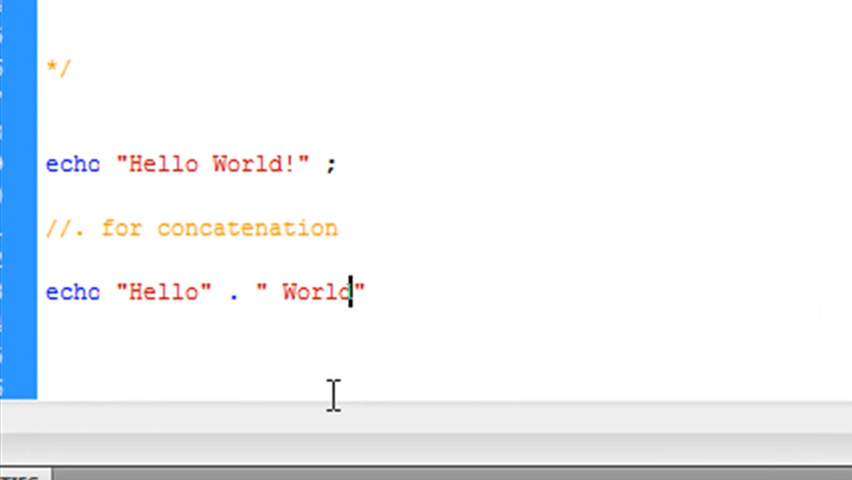 */
echo "Hello World!" ;
//. for concatenation
echo "Hello" . " World"